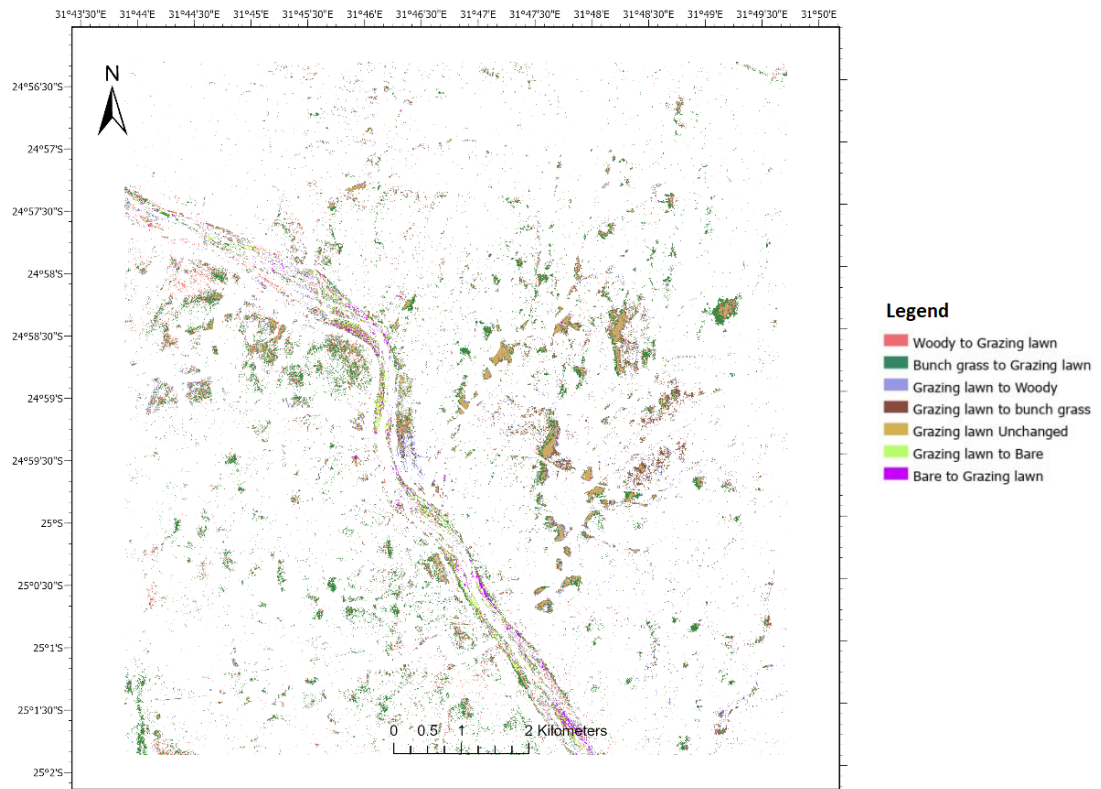 31°43'30"E 31°44'E 31°44'30"E 31°45'E 31°45'30"E 31°46'E 31°46'30"E 31°47'E 31°47'30"E 31°48'E 31°48'30"E 31°49'E 31°49'30"E 31°50'E
N
24°56'30"S
24°57'S
24°57'30"S
24°58'S
24°58'30"S
24°59'S
24°59'30"S
25°S
25°0'30"S
25°1'S
25°1'30"S
25°2'S
0 0.5 1 2 Kilometers
Legend
Woody to Grazing lawn
Bunch grass to Grazing lawn
Grazing lawn to Woody
Grazing lawn to bunch grass
Grazing lawn Unchanged
Grazing lawn to Bare
Bare to Grazing lawn